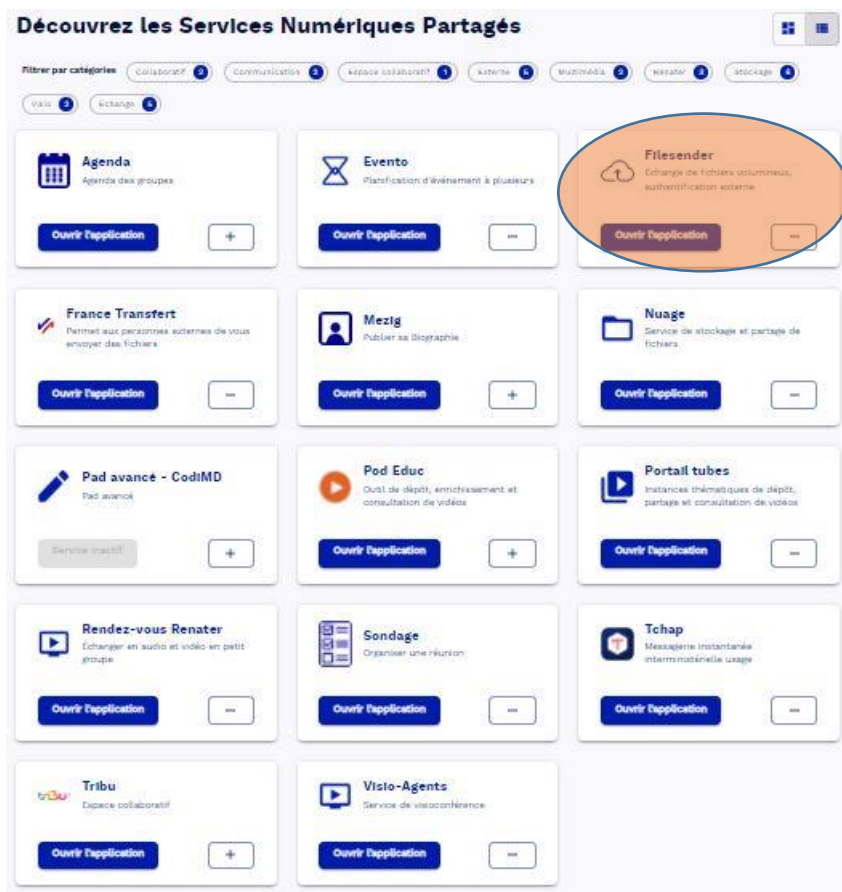 Découvrez les Services Numériques Partagés
Filtrer par catégories
Collaboratif 2
Communication 2
Espace collaboratif 1
Externe 5
Multimédia 2
Renater 3
Stockage
Visio 3
Échange 5
Agenda
Agenda des groupes
Ouvrir l'application
+
Evento
Planification d'événement à plusieurs
Ouvrir l'application
-
Filesender
Echange de fichiers volumineux,
authentification externe
Ouvrir l'application
-
France Transfert
Permet aux personnes externes de vous
envoyer des fichiers
Ouvrir l'application
-
Mezig
Publier sa Biographie
Ouvrir l'application
+
Nuage
Service de stockage et partage de
fichiers
Ouvrir l'application
-
Pad avancé - CodiMD
Pad avancé
Service inactif
+
Pod Educ
Outil de dépôt, enrichissement et
consultation de vidéos
Ouvrir l'application
+
Portail tubes
Instances thématiques de dépôt,
partage et consultation de vidéos
Ouvrir l'application
-
Rendez-vous Renater
Échanger en audio et vidéo en petit
groupe
Ouvrir l'application
-
Sondage
Organiser une réunion
Ouvrir l'application
-
Tchap
Messagerie instantanée
interministérielle usage
Ouvrir l'application
-
tribu
Tribu
Espace collaboratif
Ouvrir l'application
+
Visio-Agents
Service de visioconférence
Ouvrir l'application
-